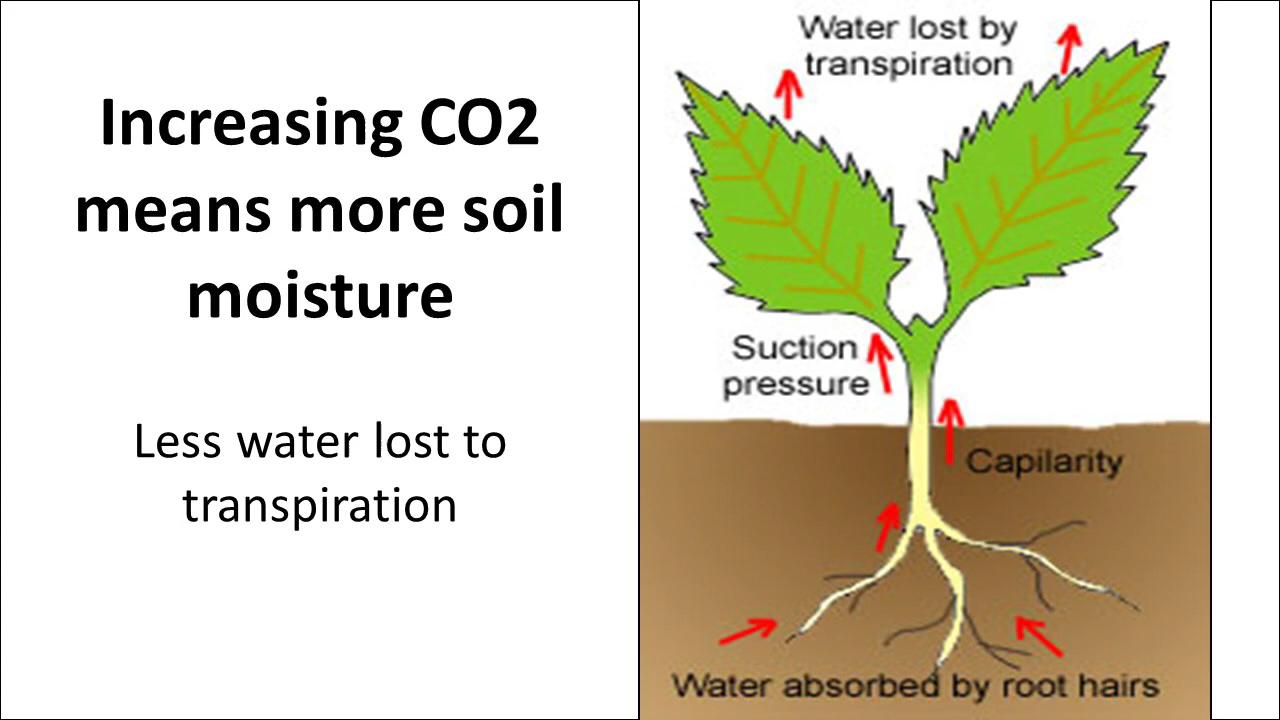 Increasing CO2
means more soil
moisture
Less water lost to
transpiration
Water lost by
transpiration
Suction
pressure
Capilarity
Water absorbed by root hairs